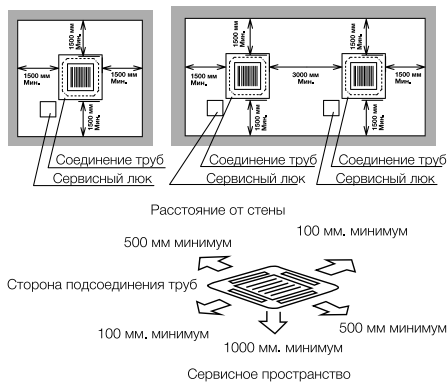 1500 мм
Мин.
1500 мм
Мин.
1500 мм
Мин.
1500 мм
Мин.
Соединение труб
Сервисный люк
1500 мм
Мин.
1500 мм
Мин.
1500 мм
Мин.
3000 мм
Мин.
1500 мм
Мин.
1500 мм
Мин.
1500 мм
Мин.
Соединение труб
Сервисный люк
Соединение труб
Сервисный люк
Расстояние от стены
500 мм минимум
100 мм. минимум
Сторона подсоединения труб
100 мм. минимум
500 мм минимум
1000 мм. минимум
Сервисное пространство